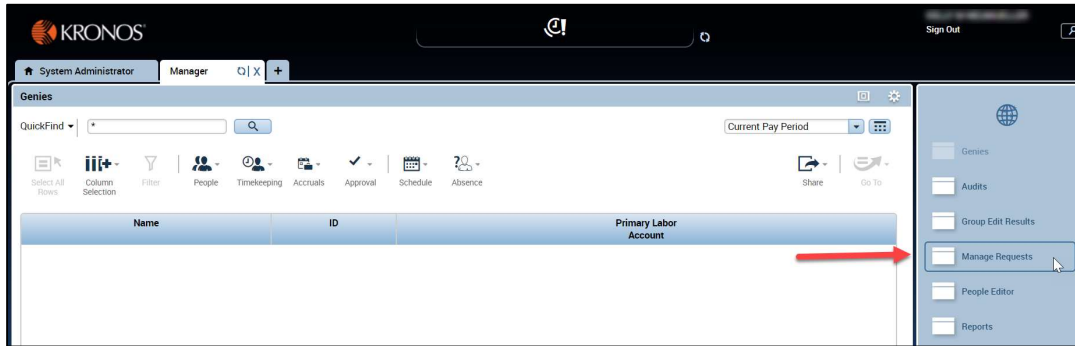 KRONOS
Sign Out
System Administrator
Manager
X
+
Genies
QuickFind
*
Current Pay Period
Select All Rows
Column Selection
Filter
People
Timekeeping
Accruals
Approval
Schedule
Absence
Share
Go To
Name
ID
Primary Labor
Account
Genies
Audits
Group Edit Results
Manage Requests
People Editor
Reports